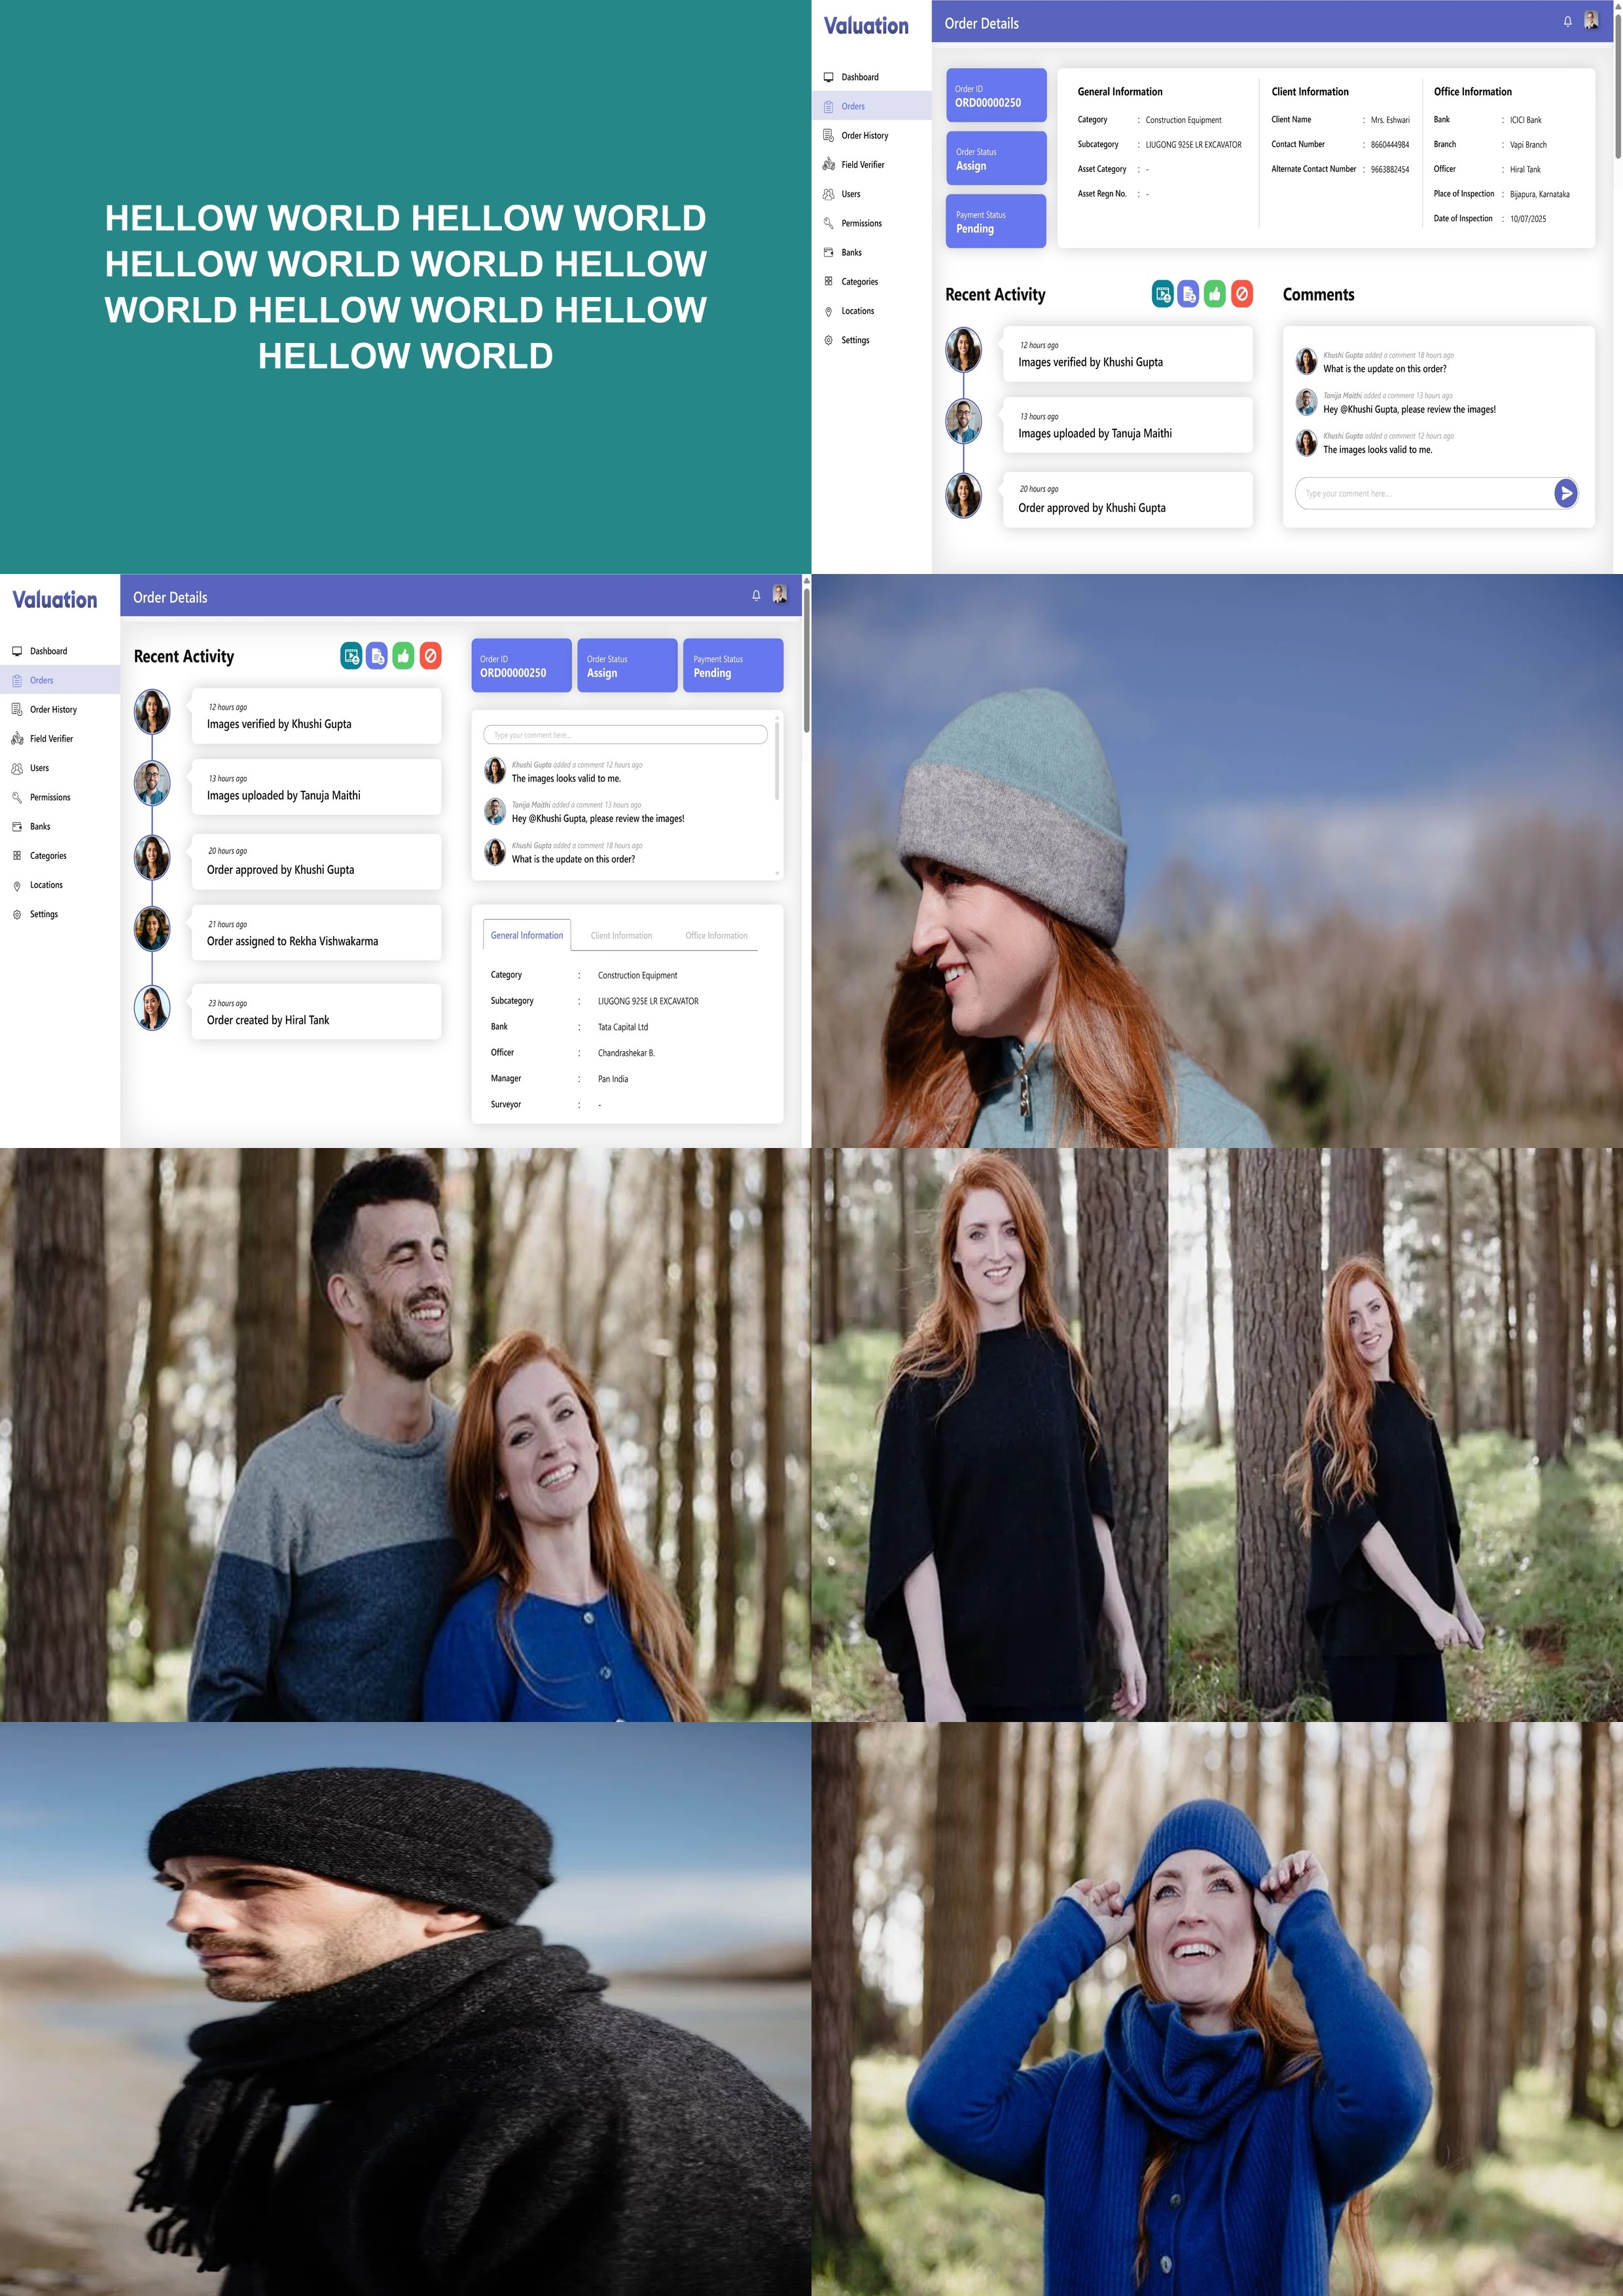 HELLOW WORLD HELLOW WORLD
HELLOW WORLD WORLD HELLOW
WORLD HELLOW WORLD HELLOW
HELLOW WORLD
Valuation
Order Details
Dashboard
Orders
Order History
Field Verifier
Users
Permissions
Banks
Categories
Locations
Settings
Order ID
ORD00000250
Order Status
Assign
Payment Status
Pending
General Information
Category : Construction Equipment
Subcategory : LIUGONG 925E LR EXCAVATOR
Asset Category : -
Asset Regn No. : -
Client Information
Client Name : Mrs. Eshwari
Contact Number : 8660444984
Alternate Contact Number : 9663882454
Office Information
Bank : ICICI Bank
Branch : Vapi Branch
Officer : Hiral Tank
Place of Inspection : Bijapura, Karnataka
Date of Inspection : 10/07/2025
Recent Activity
12 hours ago
Images verified by Khushi Gupta
13 hours ago
Images uploaded by Tanuja Maithi
20 hours ago
Order approved by Khushi Gupta
Comments
Khushi Gupta added a comment 18 hours ago
What is the update on this order?
Tanija Maithi added a comment 13 hours ago
Hey @Khushi Gupta, please review the images!
Khushi Gupta added a comment 12 hours ago
The images looks valid to me.
Type your comment here...
Valuation
Order Details
Dashboard
Orders
Order History
Field Verifier
Users
Permissions
Banks
Categories
Locations
Settings
Recent Activity
12 hours ago
Images verified by Khushi Gupta
13 hours ago
Images uploaded by Tanuja Maithi
20 hours ago
Order approved by Khushi Gupta
21 hours ago
Order assigned to Rekha Vishwakarma
23 hours ago
Order created by Hiral Tank
Order ID
ORD00000250
Order Status
Assign
Payment Status
Pending
Type your comment here...
Khushi Gupta added a comment 12 hours ago
The images looks valid to me.
Tanija Maithi added a comment 13 hours ago
Hey @Khushi Gupta, please review the images!
Khushi Gupta added a comment 18 hours ago
What is the update on this order?
General Information Client Information Office Information
Category : Construction Equipment
Subcategory : LIUGONG 925E LR EXCAVATOR
Bank : Tata Capital Ltd
Officer : Chandrashekar B.
Manager : Pan India
Surveyor : -